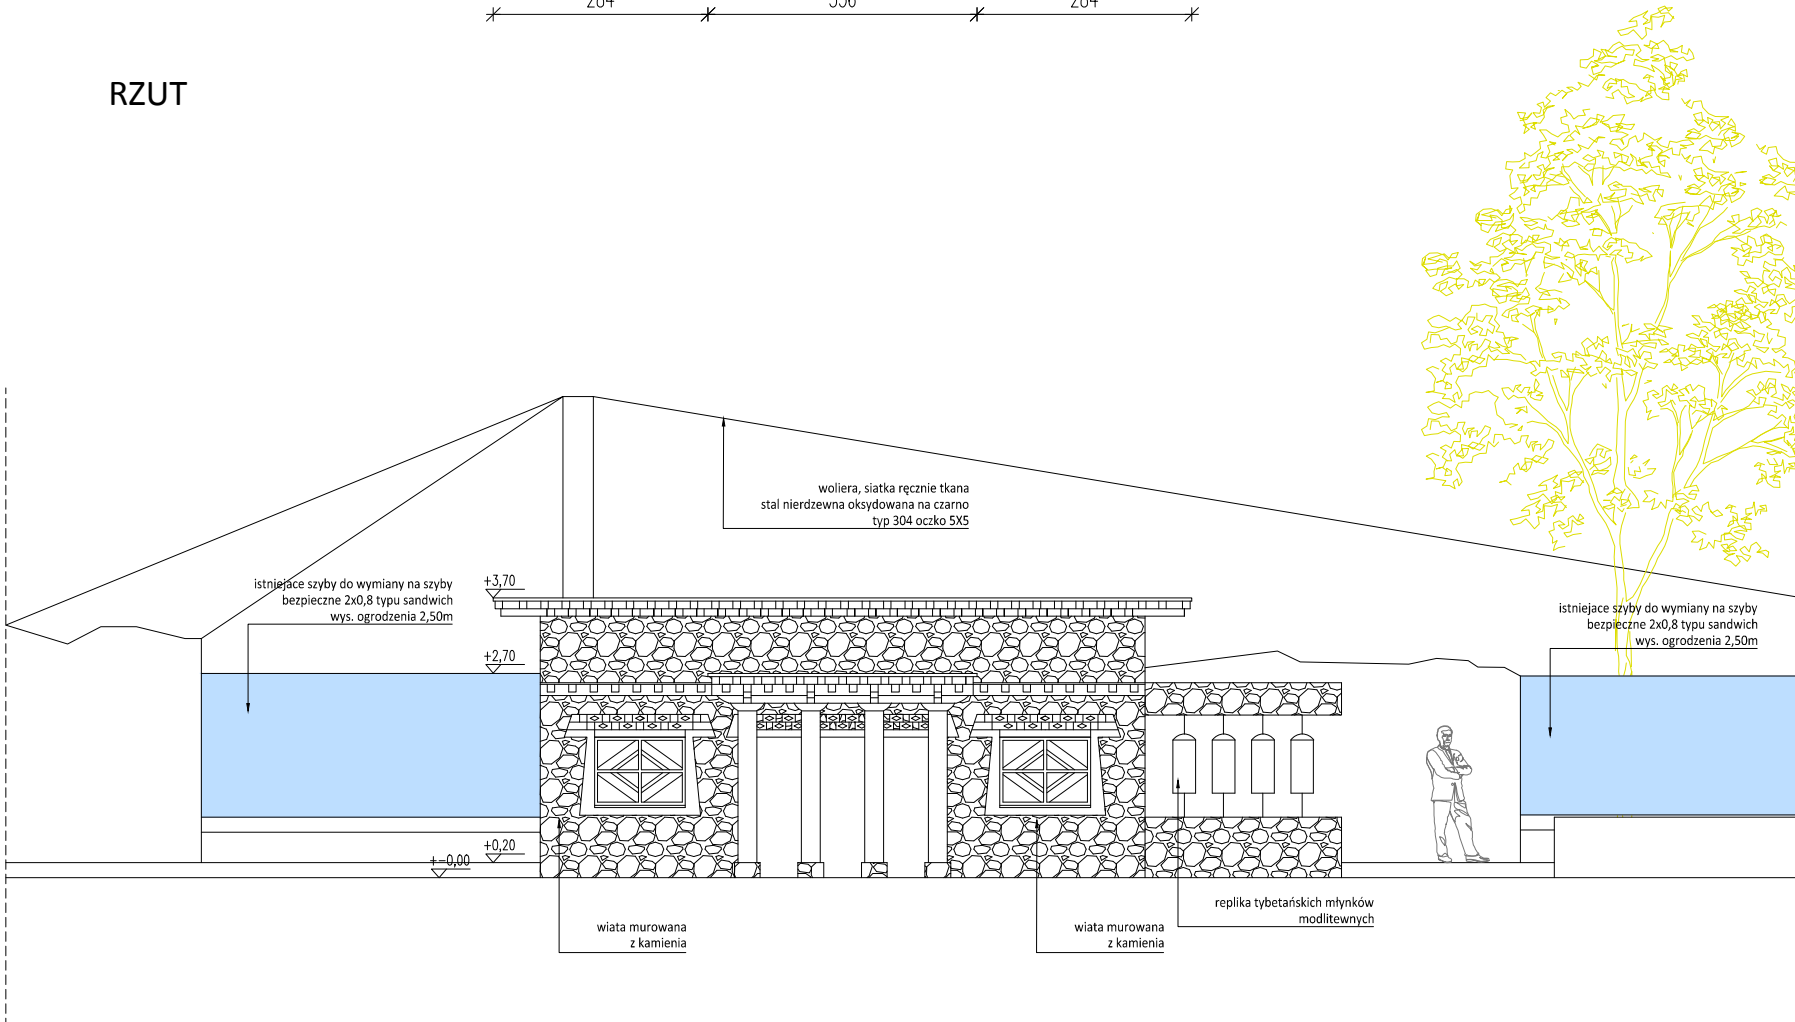 RZUT
woliera, siatka ręcznie tkana
stal nierdzewna oksydowana na czarno
typ 304 oczko 5X5
istniejace szyby do wymiany na szyby
bezpieczne 2x0,8 typu sandwich
wys. ogrodzenia 2,50m
+3,70
istniejace szyby do wymiany na szyby
bezpieczne 2x0,8 typu sandwich
wys. ogrodzenia 2,50m
+2,70
+0,20
+-0,00
replika tybetańskich młynków
modlitewnych
wiata murowana
z kamienia
wiata murowana
z kamienia